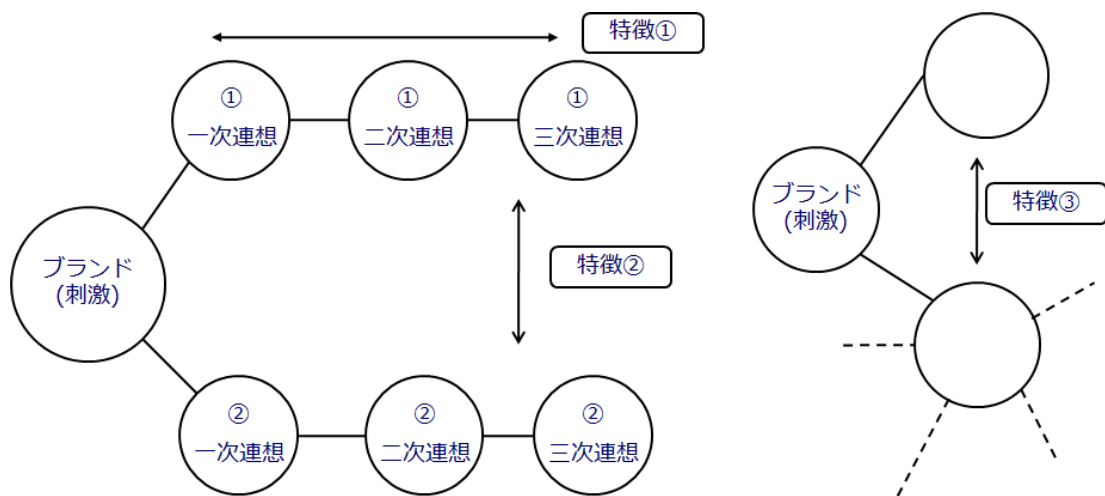 特徴①
①
一次連想
①
二次連想
①
三次連想
ブランド
(刺激)
特徴②
②
一次連想
②
二次連想
②
三次連想
ブランド
(刺激)
特徴③